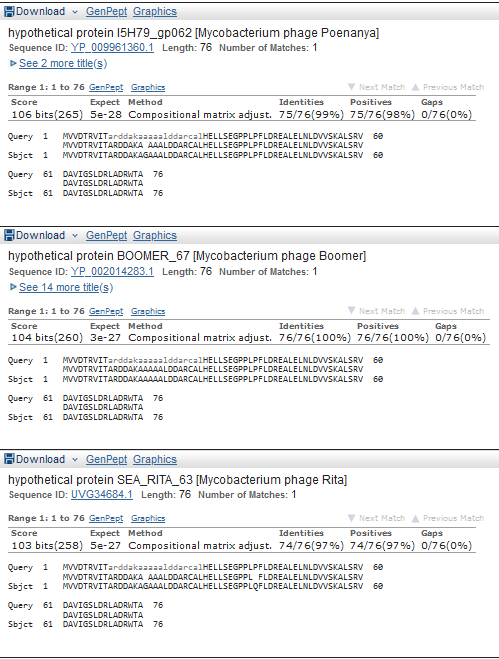 Download GenPept Graphics
hypothetical protein I5H79_gp062 [Mycobacterium phage Poenanya]
Sequence ID: YP_009961360.1 Length: 76 Number of Matches: 1
See 2 more title(s)
Range 1: 1 to 76 GenPept Graphics Next Match Previous Match
Score Expect Method Identities Positives Gaps
106 bits(265) 5e-28 Compositional matrix adjust. 75/76(99%) 75/76(98%) 0/76(0%)
Query 1 MVVDTRVITarddakaaaaalddarcalHELLSEGPPLPFLDREALELNLDVVSKALSRV 60
MVVDTRVITARDDAKA AAALDDARCALHELLSEGPPLPFLDREALELNLDVVSKALSRV
Sbjct 1 MVVDTRVITARDDAKAGAAALDDARCALHELLSEGPPLPFLDREALELNLDVVSKALSRV 60
Query 61 DAVIGSLDRLADRWTA 76
DAVIGSLDRLADRWTA
Sbjct 61 DAVIGSLDRLADRWTA 76
Download GenPept Graphics
hypothetical protein BOOMER_67 [Mycobacterium phage Boomer]
Sequence ID: YP_002014283.1 Length: 76 Number of Matches: 1
See 14 more title(s)
Range 1: 1 to 76 GenPept Graphics Next Match Previous Match
Score Expect Method Identities Positives Gaps
104 bits(260) 3e-27 Compositional matrix adjust. 76/76(100%) 76/76(100%) 0/76(0%)
Query 1 MVVDTRVITarddakaaaaalddarcalHELLSEGPPLPFLDREALELNLDVVSKALSRV 60
MVVDTRVITARDDAKAAAAALDDARCALHELLSEGPPLPFLDREALELNLDVVSKALSRV
Sbjct 1 MVVDTRVITARDDAKAAAAALDDARCALHELLSEGPPLPFLDREALELNLDVVSKALSRV 60
Query 61 DAVIGSLDRLADRWTA 76
DAVIGSLDRLADRWTA
Sbjct 61 DAVIGSLDRLADRWTA 76
Download GenPept Graphics
hypothetical protein SEA_RITA_63 [Mycobacterium phage Rita]
Sequence ID: UVG34684.1 Length: 76 Number of Matches: 1
Range 1: 1 to 76 GenPept Graphics Next Match Previous Match
Score Expect Method Identities Positives Gaps
103 bits(258) 5e-27 Compositional matrix adjust. 74/76(97%) 74/76(97%) 0/76(0%)
Query 1 MVVDTRVITarddakaaaaalddarcalHELLSEGPPLPFLDREALELNLDVVSKALSRV 60
MVVDTRVITARDDAKA AAALDDARCALHELLSEGPPL FLDREALELNLDVVSKALSRV
Sbjct 1 MVVDTRVITARDDAKAGAAALDDARCALHELLSEGPPLQFLDREALELNLDVVSKALSRV 60
Query 61 DAVIGSLDRLADRWTA 76
DAVIGSLDRLADRWTA
Sbjct 61 DAVIGSLDRLADRWTA 76